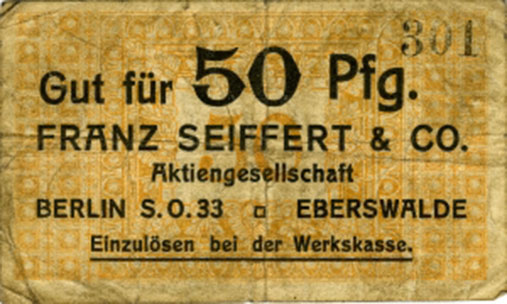 301
Gut für 50 Pfg.
FRANZ SEIFFERT & CO.
Aktiengesellschaft
BERLIN S.O.33 □ EBERSWALDE
Einzulösen bei der Werkskasse.